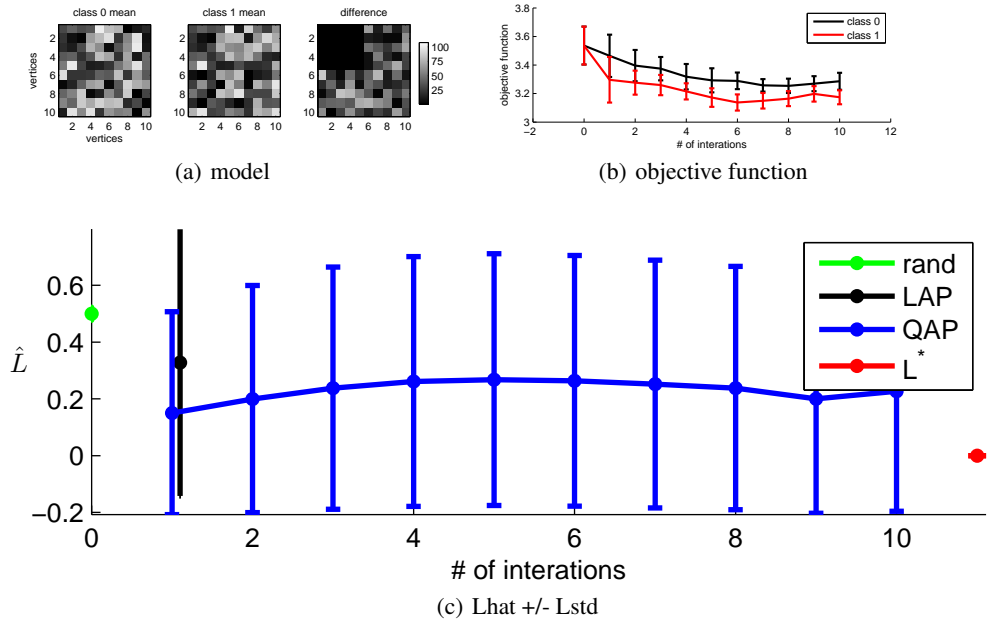 class 0 mean
class 1 mean
difference
vertices
2
4
6
8
10
2 4 6 8 10
vertices
2
4
6
8
10
2 4 6 8 10
2
4
6
8
10
2 4 6 8 10
100
75
50
25
(a) model
objective function
3.8
3.6
3.4
3.2
3
−2 0 2 4 6 8 10 12
# of interations
class 0
class 1
(b) objective function
L̂
0.6
0.4
0.2
0
−0.2
0 2 4 6 8 10
# of interations
rand
LAP
QAP
L*
(c) Lhat +/- Lstd